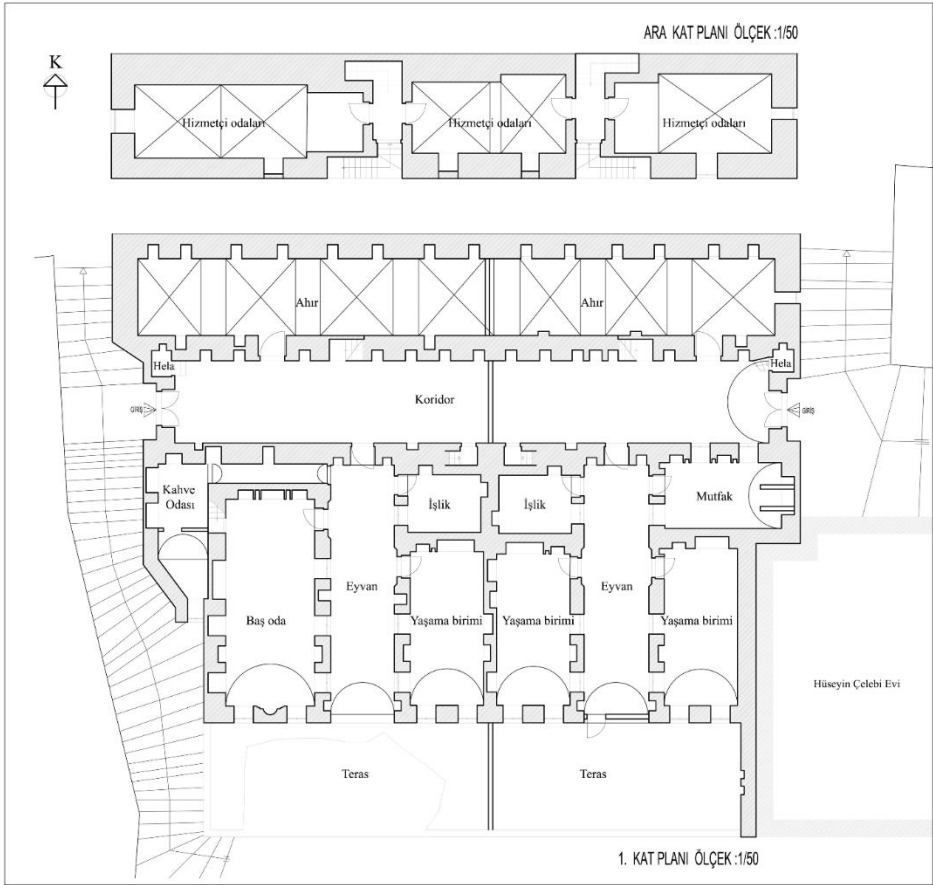 ARA KAT PLANI ÖLÇEK :1/50
K
Hizmetçi odaları
Hizmetçi odaları
Hizmetçi odaları
Ahır
Ahır
Hela
Hela
Koridor
GİRİŞ
GİRİŞ
Kahve
Odası
İşlik
İşlik
Mutfak
Eyvan
Eyvan
Baş oda
Yaşama birimi
Yaşama birimi
Yaşama birimi
Hüseyin Çelebi Evi
Teras
Teras
1. KAT PLANI ÖLÇEK :1/50